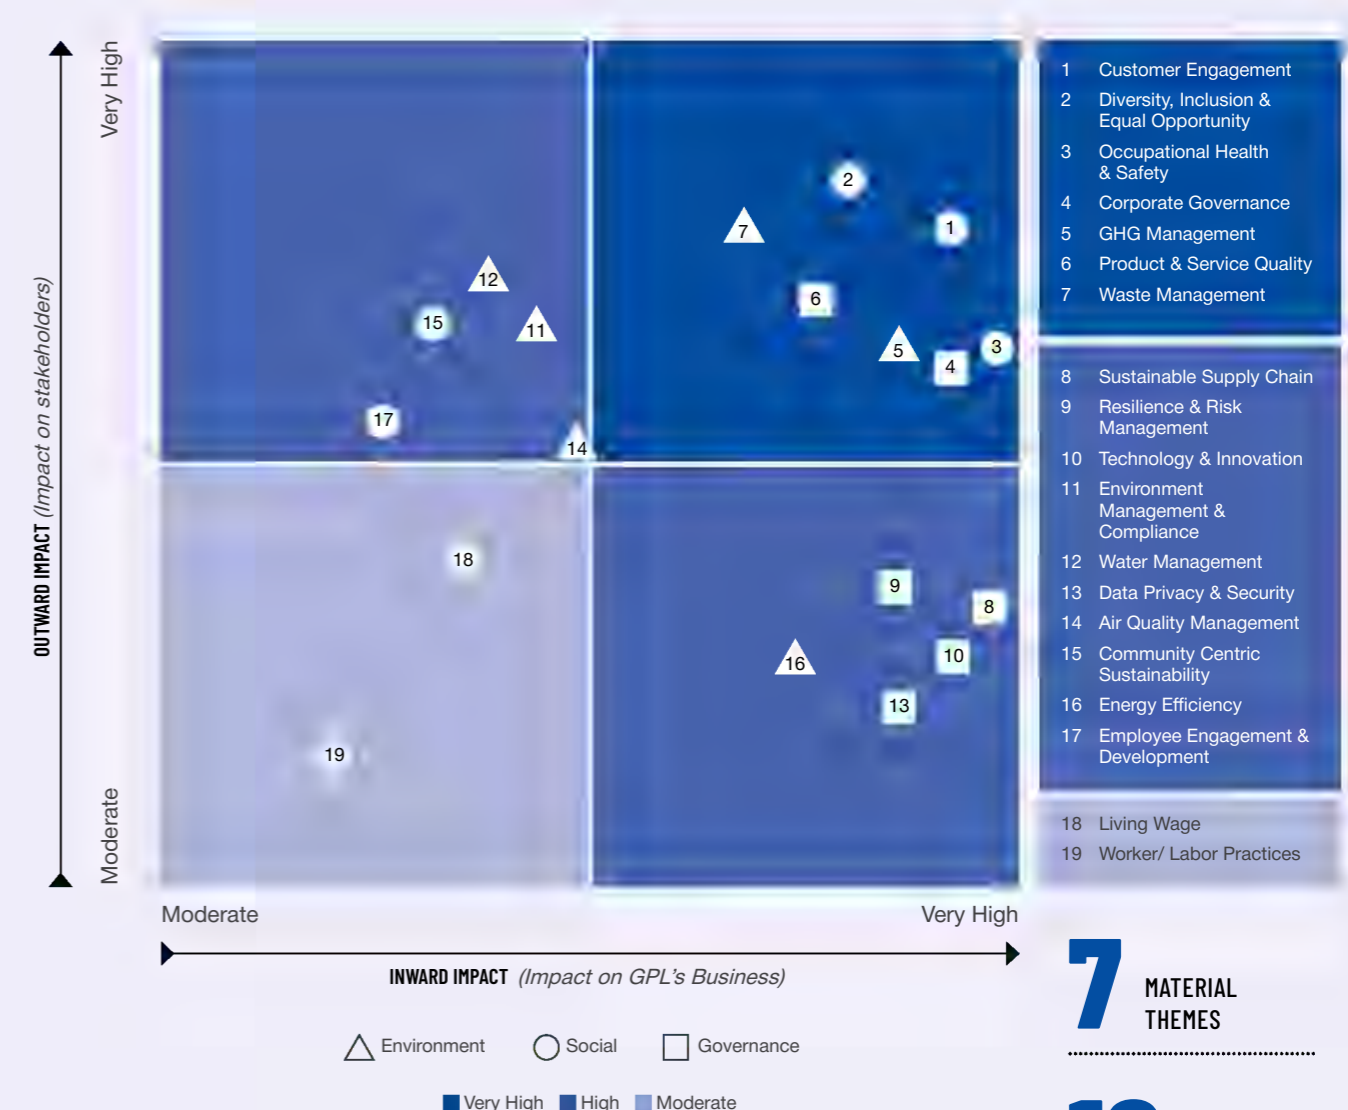 Very High
OUTWARD IMPACT (Impact on stakeholders)
Moderate
2
7
1
12
6
15
11
5
3
4
17
14
18
9
8
16
10
13
19
Moderate
Very High
INWARD IMPACT (Impact on GPL's Business)
Environment
Social
Governance
Very High
High
Moderate
1 Customer Engagement
2 Diversity, Inclusion &
Equal Opportunity
3 Occupational Health
& Safety
4 Corporate Governance
5 GHG Management
6 Product & Service Quality
7 Waste Management
8 Sustainable Supply Chain
9 Resilience & Risk
Management
10 Technology & Innovation
11 Environment
Management &
Compliance
12 Water Management
13 Data Privacy & Security
14 Air Quality Management
15 Community Centric
Sustainability
16 Energy Efficiency
17 Employee Engagement &
Development
18 Living Wage
19 Worker/ Labor Practices
7 MATERIAL
THEMES